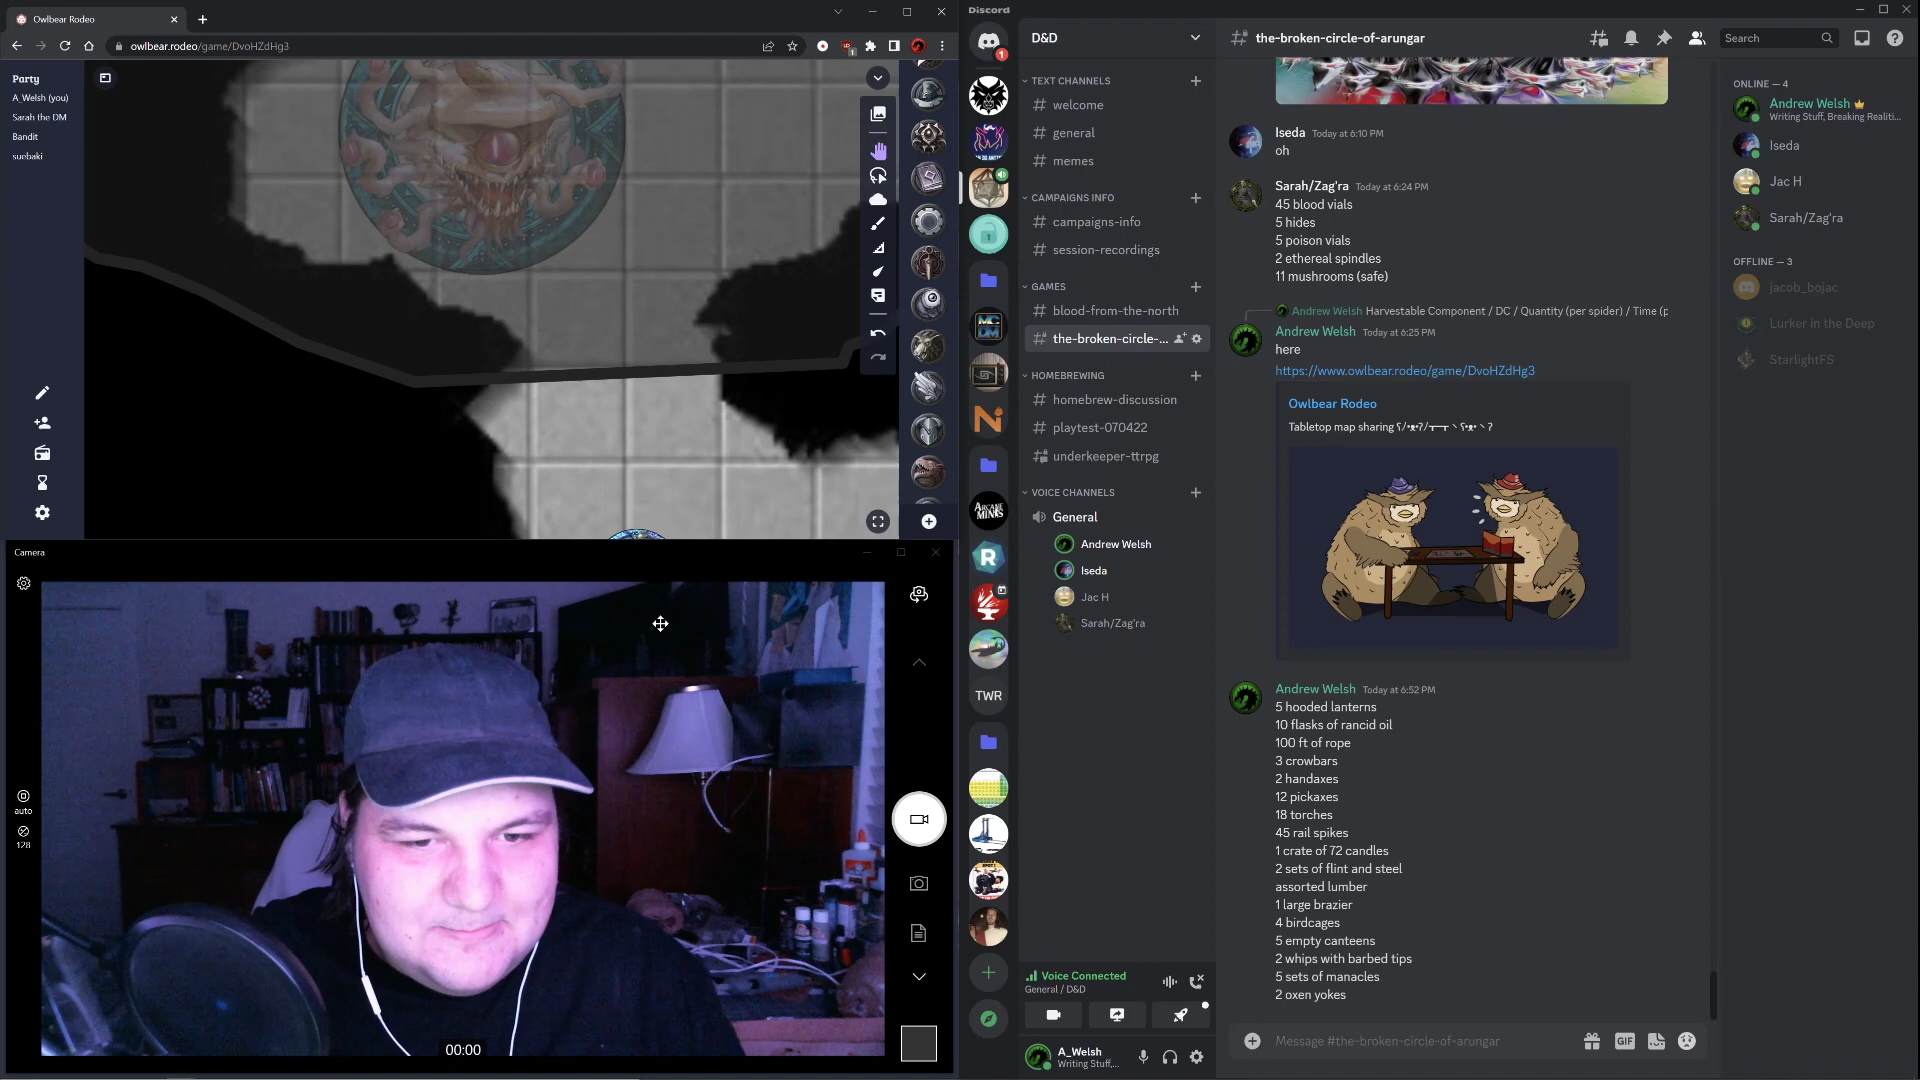 Owlbear Rodeo
owlbear.rodeo/game/DvoHZdHg3
1
Party
A_Welsh (you)
Sarah the DM
Bandit
suebaki
Camera
auto
128
00:00
Discord
1
MCDM
ARCANE MINIS
TWR
D&D
TEXT CHANNELS
welcome
general
memes
CAMPAIGNS INFO
campaigns-info
session-recordings
GAMES
blood-from-the-north
the-broken-circle-...
HOMEBREWING
homebrew-discussion
playtest-070422
underkeeper-ttrpg
VOICE CHANNELS
General
Andrew Welsh
Iseda
Jac H
Sarah/Zag'ra
Voice Connected
General / D&D
A_Welsh
Writing Stuff,...
the-broken-circle-of-arungar
Search
Iseda Today at 6:10 PM
oh
Sarah/Zag'ra Today at 6:24 PM
45 blood vials
5 hides
5 poison vials
2 ethereal spindles
11 mushrooms (safe)
Andrew Welsh Harvestable Component / DC / Quantity (per spider) / Time (p
Andrew Welsh Today at 6:25 PM
here
https://www.owlbear.rodeo/game/DvoHZdHg3
Owlbear Rodeo
Tabletop map sharing ʕ/·ᴥ·ʔ/┬─┬ ヽʕ·ᴥ·ヽʔ
Andrew Welsh Today at 6:52 PM
5 hooded lanterns
10 flasks of rancid oil
100 ft of rope
3 crowbars
2 handaxes
12 pickaxes
18 torches
45 rail spikes
1 crate of 72 candles
2 sets of flint and steel
assorted lumber
1 large brazier
4 birdcages
5 empty canteens
2 whips with barbed tips
5 sets of manacles
2 oxen yokes
Message #the-broken-circle-of-arungar
GIF
ONLINE — 4
Andrew Welsh
Writing Stuff, Breaking Realiti...
Iseda
Jac H
Sarah/Zag'ra
OFFLINE — 3
jacob_bojac
Lurker in the Deep
StarlightFS